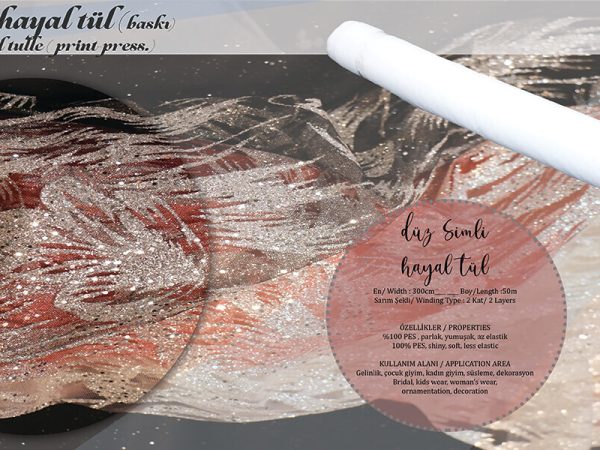 hayal tül (baskı)
tulle (print press.)
düz Simli
hayal tül
En/ Width : 300cm_______Boy/Length :50m
Sarım Şekli/ Winding Type : 2 Kat/ 2 Layers
ÖZELLİKLER / PROPERTIES
%100 PES , parlak, yumuşak, az elastik
100% PES, shiny, soft, less elastic
KULLANIM ALANI / APPLICATION AREA
Gelinlik, çocuk giyim, kadın giyim, süsleme, dekorasyon
Bridal, kids wear, woman's wear,
ornamentation, decoration